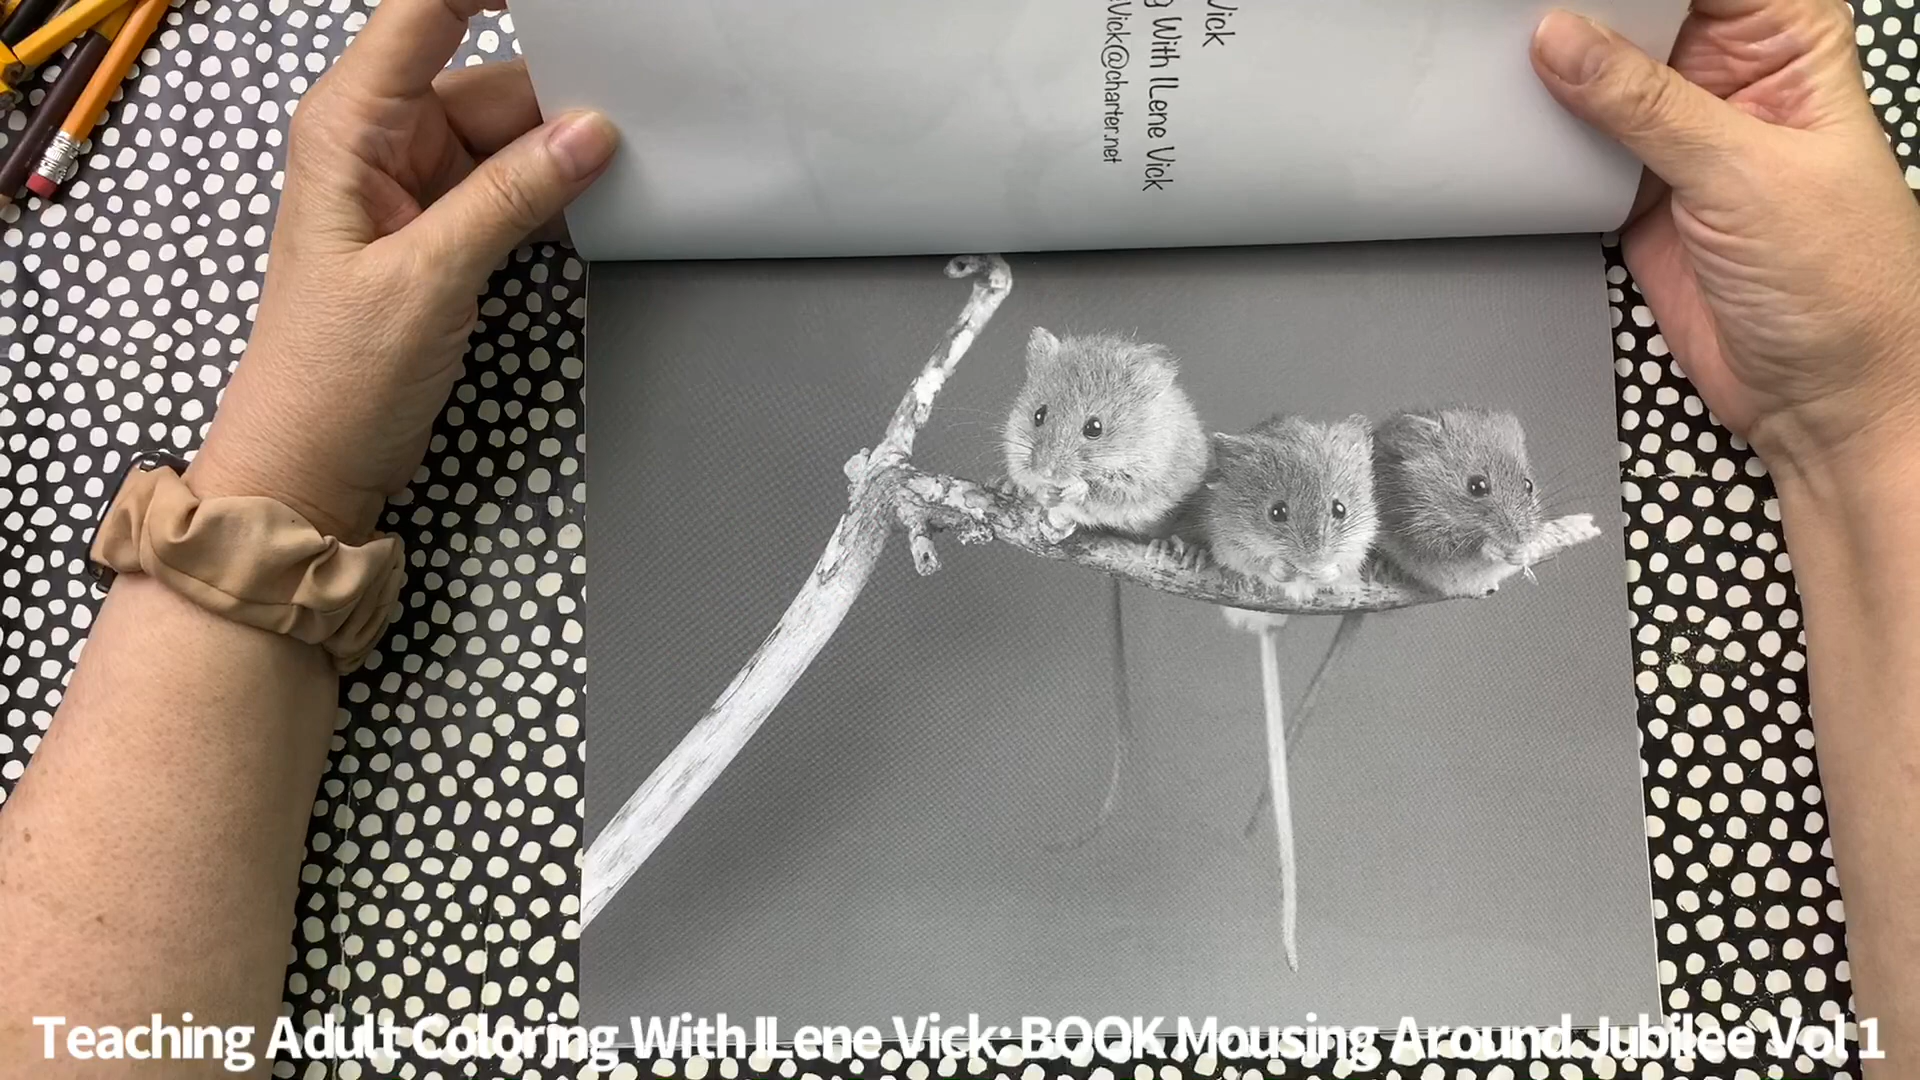 Vick
With ILene Vick
Vick@charter.net
Teaching Adult Coloring With ILene Vick: BOOK Mousing Around Jubilee Vol 1